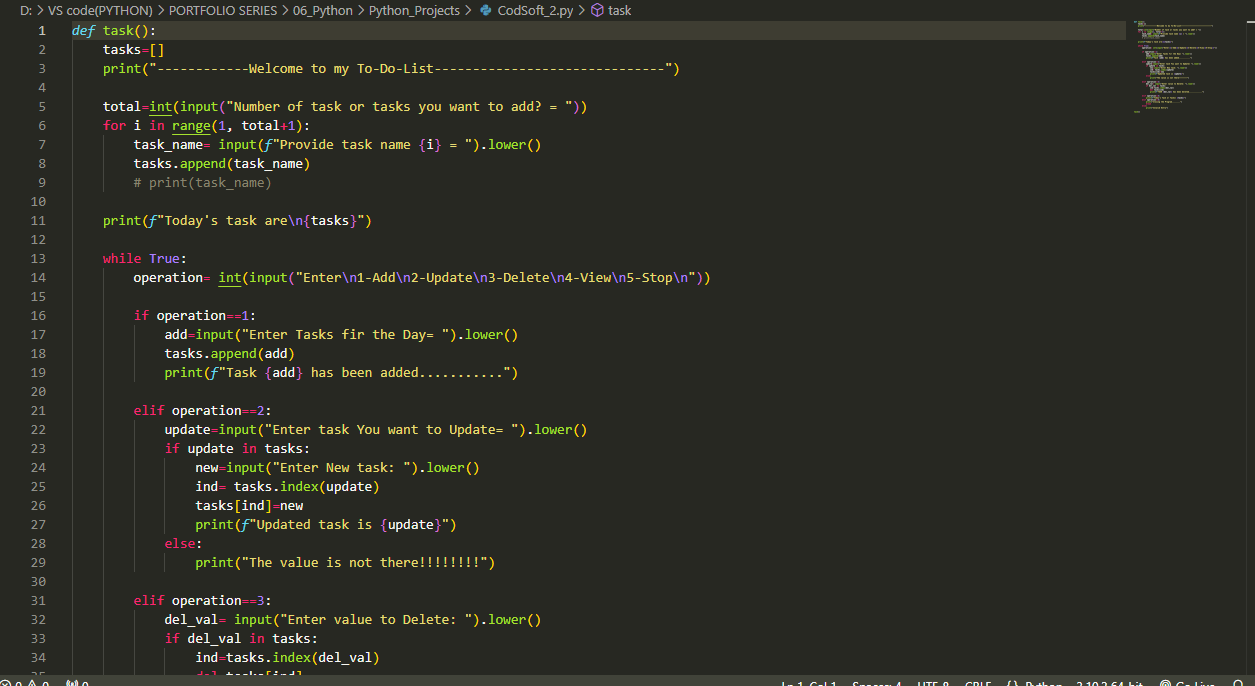 D: > VS code(PYTHON) > PORTFOLIO SERIES > 06_Python > Python_Projects > CodSoft_2.py > task
1 def task():
2     tasks=[]
3     print("------------Welcome to my To-Do-List------------------------------")
4
5     total=int(input("Number of task or tasks you want to add? = "))
6     for i in range(1, total+1):
7         task_name= input(f"Provide task name {i} = ").lower()
8         tasks.append(task_name)
9         # print(task_name)
10
11     print(f"Today's task are\n{tasks}")
12
13     while True:
14         operation= int(input("Enter\n1-Add\n2-Update\n3-Delete\n4-View\n5-Stop\n"))
15
16         if operation==1:
17             add=input("Enter Tasks fir the Day= ").lower()
18             tasks.append(add)
19             print(f"Task {add} has been added...........")
20
21         elif operation==2:
22             update=input("Enter task You want to Update= ").lower()
23             if update in tasks:
24                 new=input("Enter New task: ").lower()
25                 ind= tasks.index(update)
26                 tasks[ind]=new
27                 print(f"Updated task is {update}")
28             else:
29                 print("The value is not there!!!!!!!!")
30
31         elif operation==3:
32             del_val= input("Enter value to Delete: ").lower()
33             if del_val in tasks:
34                 ind=tasks.index(del_val)
35                 del tasks[ind]
0 0 0 Ln 1, Col 1 Spaces: 4 UTF-8 CRLF {} Python 3.10.2 64-bit Go Live